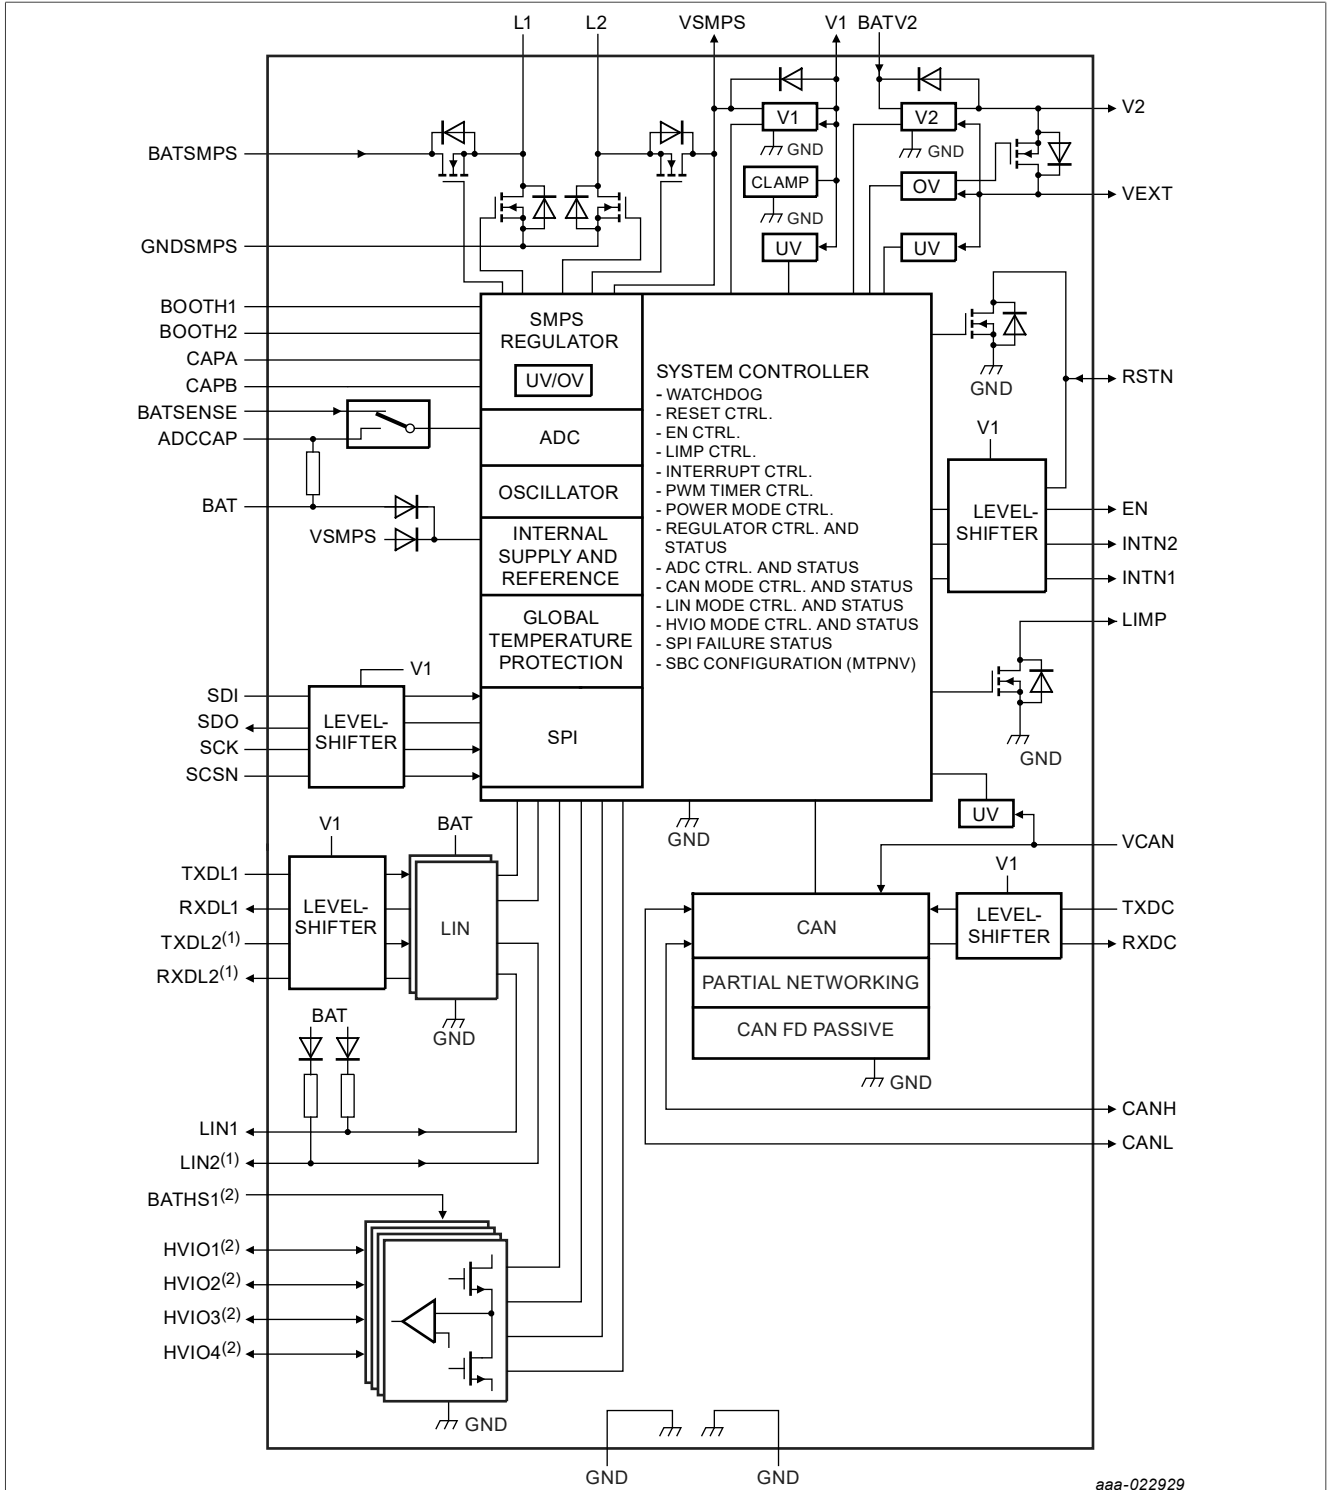 L1 L2 VSMPS V1 BATV2
V1 V2 V2
GND GND
BATSMPS
CLAMP OV VEXT
GND
GNDSMPS UV UV
BOOTH1
BOOTH2
CAPA
CAPB
BATSENSE
ADCCAP
BAT
VSMPS
SMPS
REGULATOR
UV/OV
ADC
OSCILLATOR
INTERNAL
SUPPLY AND
REFERENCE
GLOBAL
TEMPERATURE
PROTECTION
SPI
SYSTEM CONTROLLER
- WATCHDOG
- RESET CTRL.
- EN CTRL.
- LIMP CTRL.
- INTERRUPT CTRL.
- PWM TIMER CTRL.
- POWER MODE CTRL.
- REGULATOR CTRL. AND
STATUS
- ADC CTRL. AND STATUS
- CAN MODE CTRL. AND STATUS
- LIN MODE CTRL. AND STATUS
- HVIO MODE CTRL. AND STATUS
- SPI FAILURE STATUS
- SBC CONFIGURATION (MTPNV)
GND
RSTN
V1
LEVEL-
SHIFTER
EN
INTN2
INTN1
LIMP
GND
V1
SDI
SDO
SCK
SCSN
LEVEL-
SHIFTER
GND
UV
VCAN
V1 BAT
TXDL1
RXDL1
TXDL2(1)
RXDL2(1)
LEVEL-
SHIFTER
LIN
GND
V1
CAN
LEVEL-
SHIFTER
TXDC
RXDC
PARTIAL NETWORKING
CAN FD PASSIVE
GND
BAT
LIN1
LIN2(1)
CANH
CANL
BATHS1(2)
HVIO1(2)
HVIO2(2)
HVIO3(2)
HVIO4(2)
GND
GND GND
aaa-022929